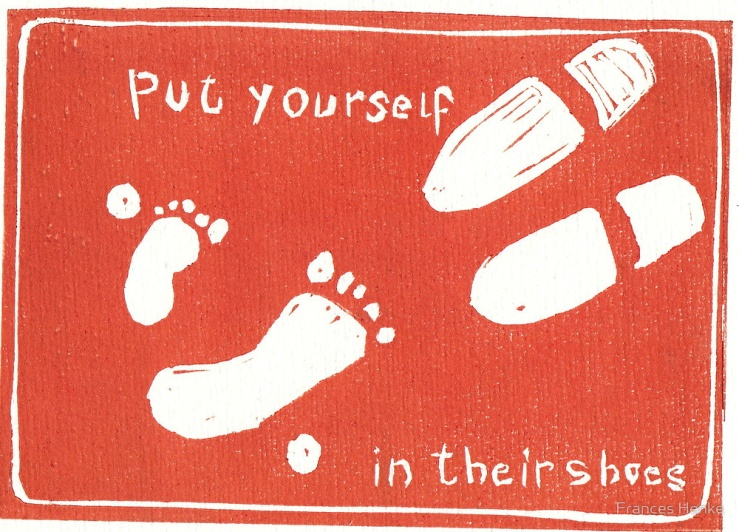 Put yourself
in their shoes
Frances Henke